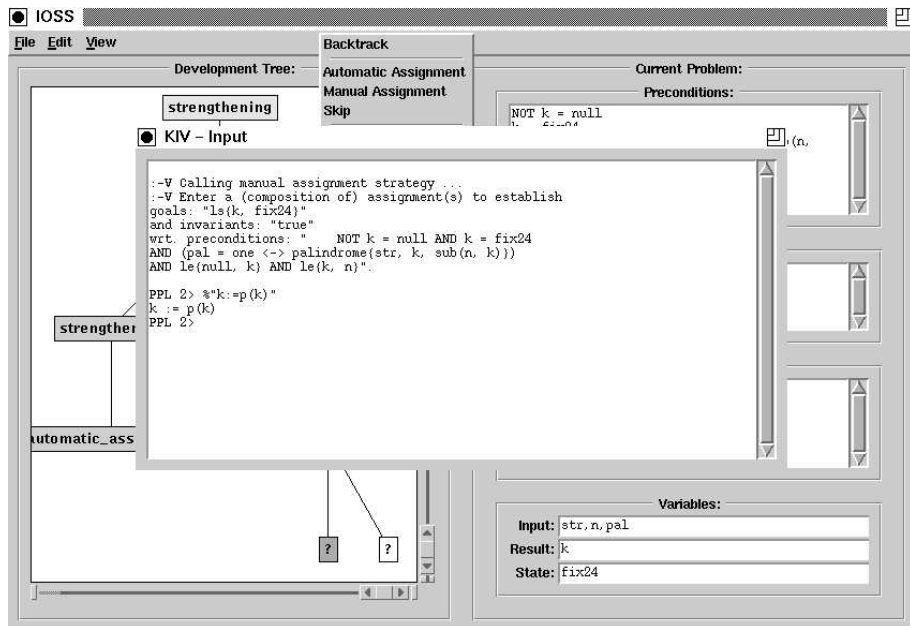 IOSS
File Edit View
Backtrack
Automatic Assignment
Manual Assignment
Skip
Development Tree:
strengthening
Current Problem:
Preconditions:
NOT k = null
k = fix24
(n,
KIV – Input
:-V Calling manual assignment strategy ...
:-V Enter a (composition of) assignment(s) to establish
goals: "ls{k, fix24}"
and invariants: "true"
wrt. preconditions: "    NOT k = null AND k = fix24
AND (pal = one <-> palindrome{str, k, sub(n, k)})
AND le{null, k} AND le{k, n}".
PPL 2> %"k:=p(k)"
k := p(k)
PPL 2>
strengther
automatic_ass
?
?
Variables:
Input: str,n,pal
Result: k
State: fix24